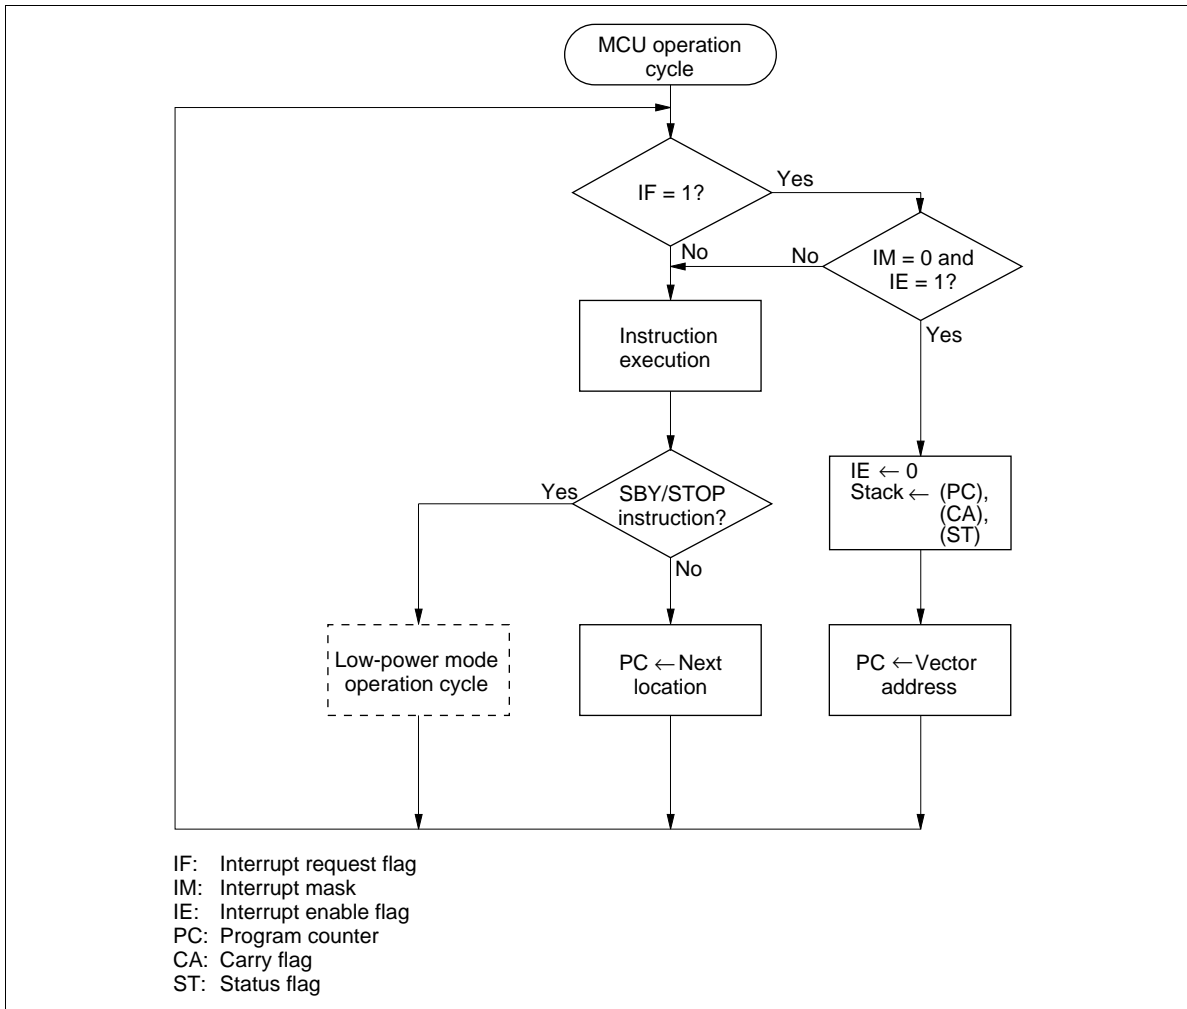 MCU operation
cycle
IF = 1?
Yes
No
No
IM = 0 and
IE = 1?
Yes
Instruction
execution
Yes
SBY/STOP
instruction?
No
IE ← 0
Stack ← (PC),
(CA),
(ST)
Low-power mode
operation cycle
PC ← Next
location
PC ← Vector
address
IF: Interrupt request flag
IM: Interrupt mask
IE: Interrupt enable flag
PC: Program counter
CA: Carry flag
ST: Status flag